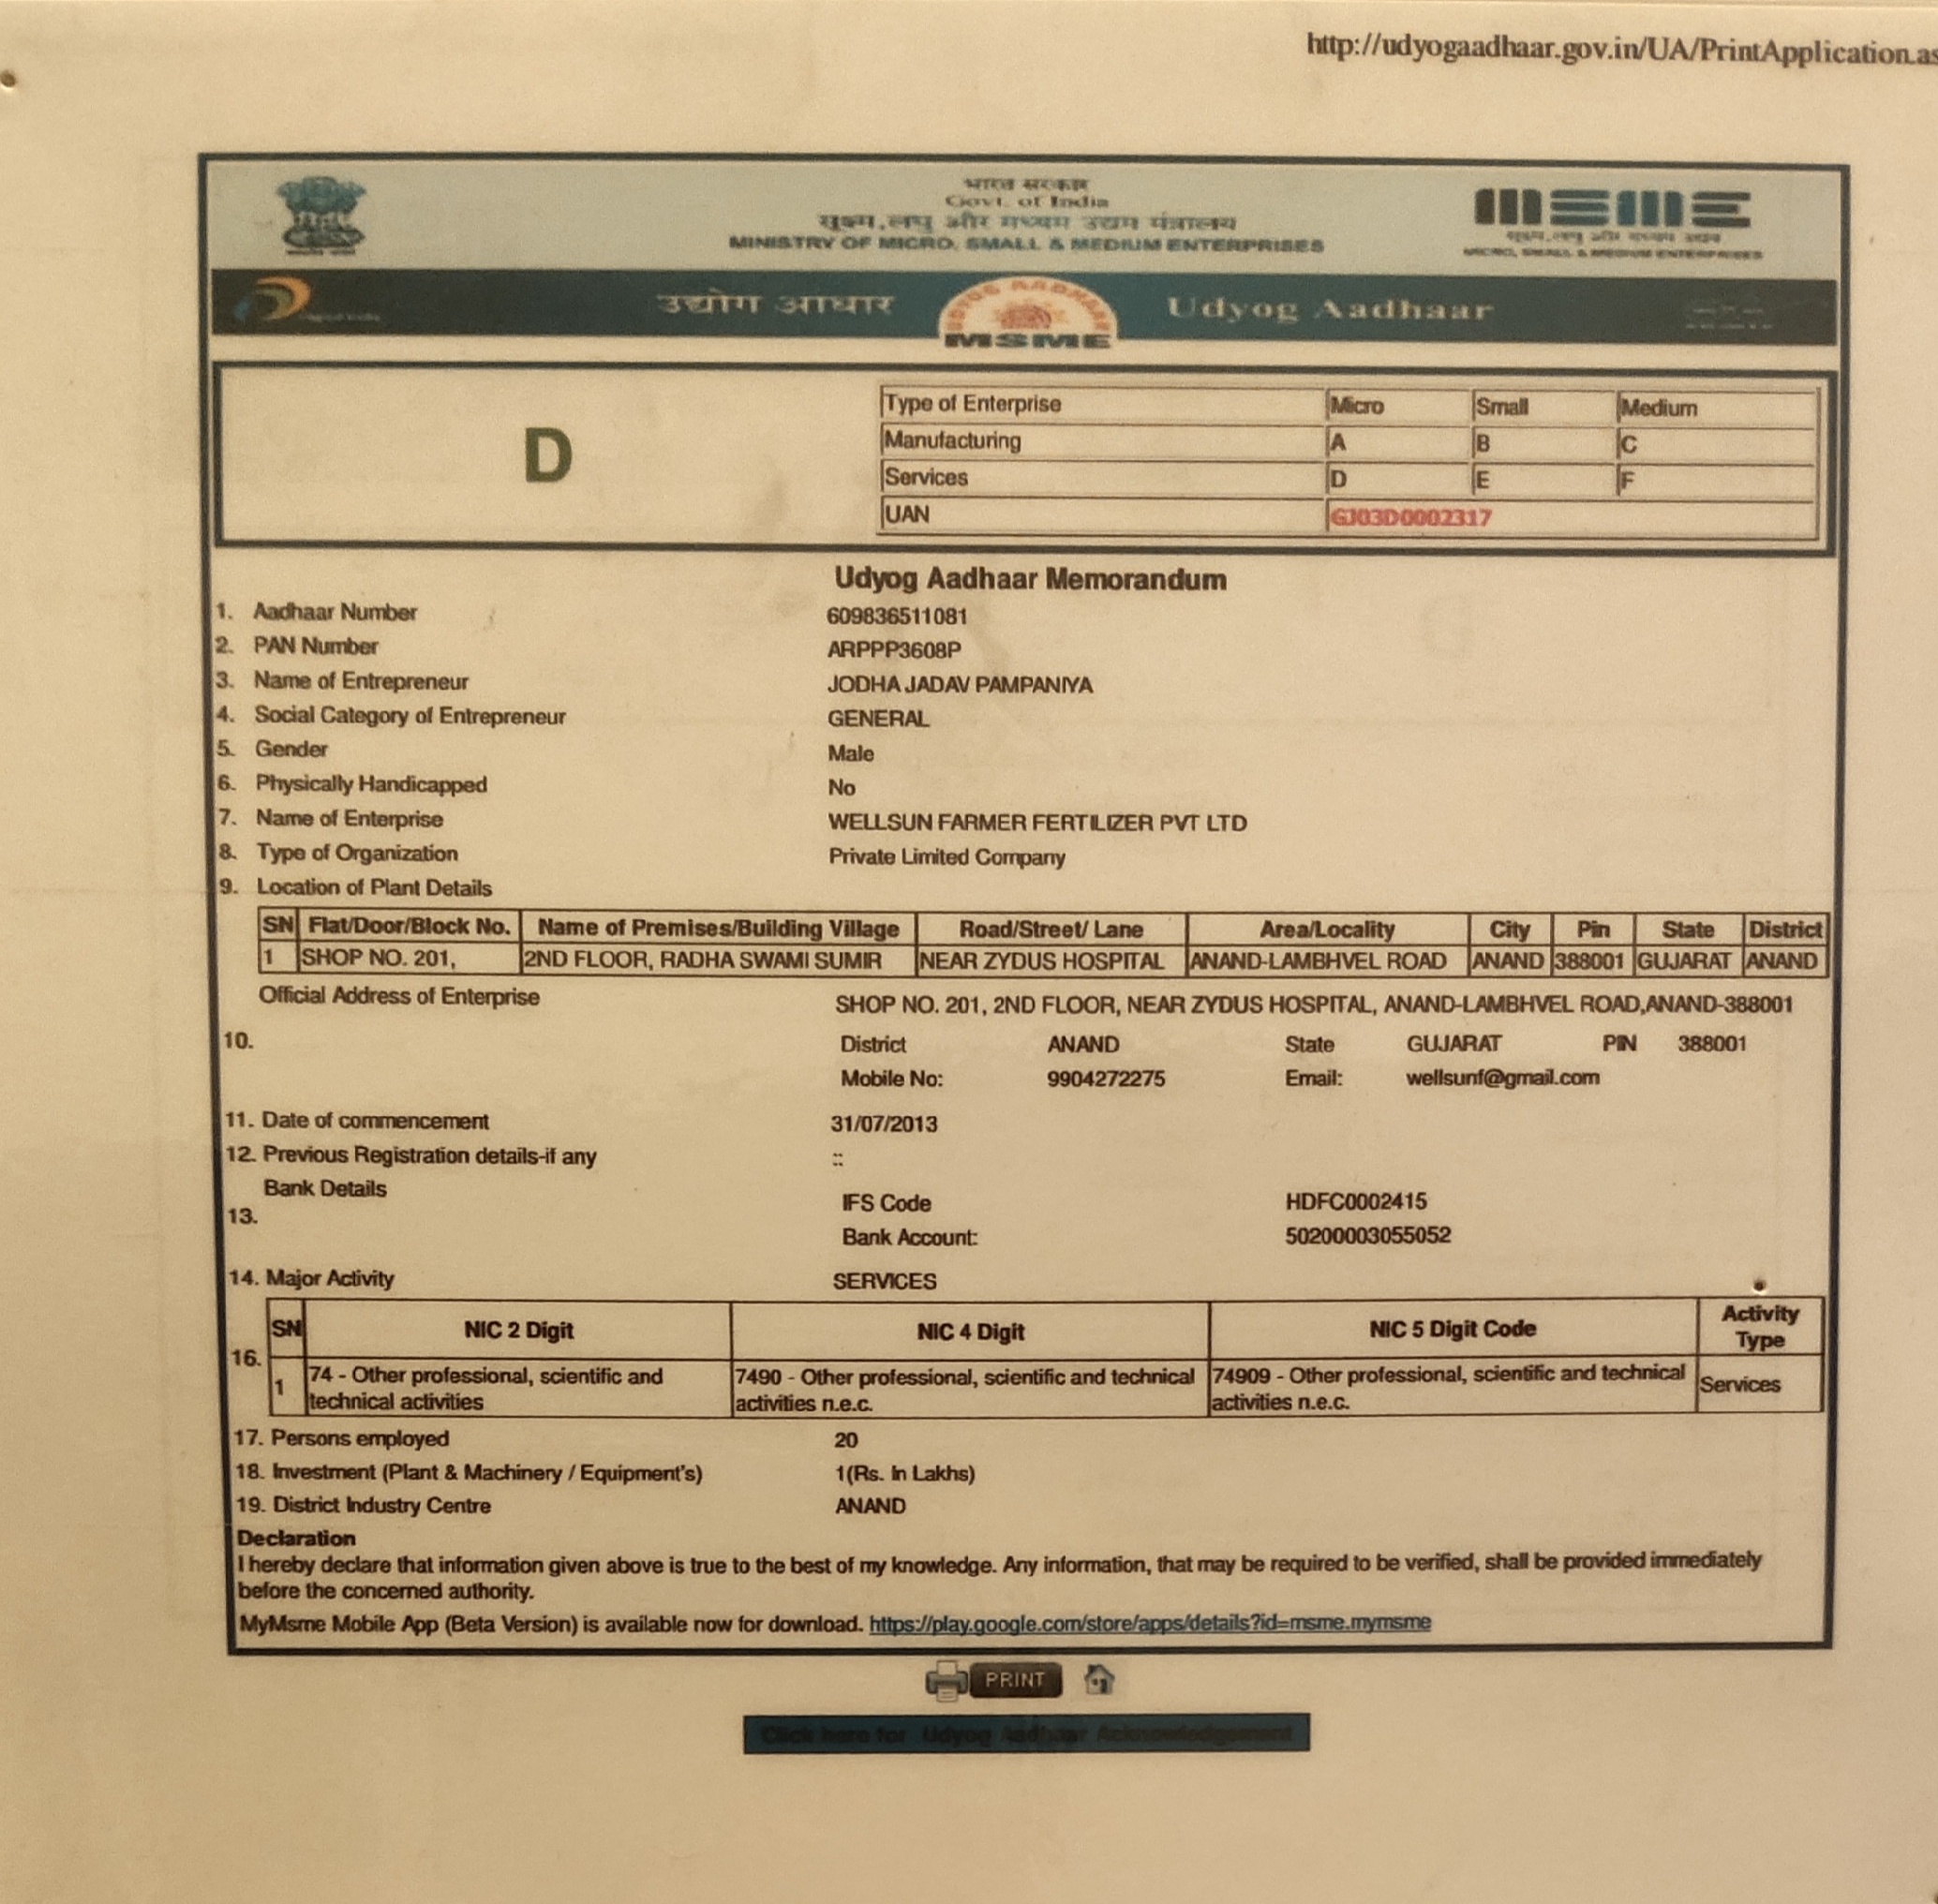 http://udyogaadhaar.gov.in/UA/PrintApplication.as
भारत सरकार
Govt. of India
सूक्ष्म,लघु और मध्यम उद्यम मंत्रालय
MINISTRY OF MICRO, SMALL & MEDIUM ENTERPRISES
MSME
सूक्ष्म,लघु और मध्यम उद्यम
MICRO, SMALL & MEDIUM ENTERPRISES
उद्योग आधार
UDYOG AADHAAR
MSME
Udyog Aadhaar
D
Type of Enterprise Micro Small Medium
Manufacturing A B C
Services D E F
UAN GJ03D0002317
Udyog Aadhaar Memorandum
1. Aadhaar Number 609836511081
2. PAN Number ARPPP3608P
3. Name of Entrepreneur JODHA JADAV PAMPANIYA
4. Social Category of Entrepreneur GENERAL
5. Gender Male
6. Physically Handicapped No
7. Name of Enterprise WELLSUN FARMER FERTILIZER PVT LTD
8. Type of Organization Private Limited Company
9. Location of Plant Details
SN Flat/Door/Block No. Name of Premises/Building Village Road/Street/ Lane Area/Locality City Pin State District
1 SHOP NO. 201, 2ND FLOOR, RADHA SWAMI SUMIR NEAR ZYDUS HOSPITAL ANAND-LAMBHVEL ROAD ANAND 388001 GUJARAT ANAND
Official Address of Enterprise SHOP NO. 201, 2ND FLOOR, NEAR ZYDUS HOSPITAL, ANAND-LAMBHVEL ROAD,ANAND-388001
10. District ANAND State GUJARAT PIN 388001
Mobile No: 9904272275 Email: wellsunf@gmail.com
11. Date of commencement 31/07/2013
12. Previous Registration details-if any ::
Bank Details
13. IFS Code HDFC0002415
Bank Account: 50200003055052
14. Major Activity SERVICES
16. SN NIC 2 Digit NIC 4 Digit NIC 5 Digit Code Activity Type
1 74 - Other professional, scientific and technical activities 7490 - Other professional, scientific and technical activities n.e.c. 74909 - Other professional, scientific and technical activities n.e.c. Services
17. Persons employed 20
18. Investment (Plant & Machinery / Equipment's) 1(Rs. In Lakhs)
19. District Industry Centre ANAND
Declaration
I hereby declare that information given above is true to the best of my knowledge. Any information, that may be required to be verified, shall be provided immediately
before the concerned authority.
MyMsme Mobile App (Beta Version) is available now for download. https://play.google.com/store/apps/details?id=msme.mymsme
PRINT
Click here for Udyog Aadhaar Acknowledgement